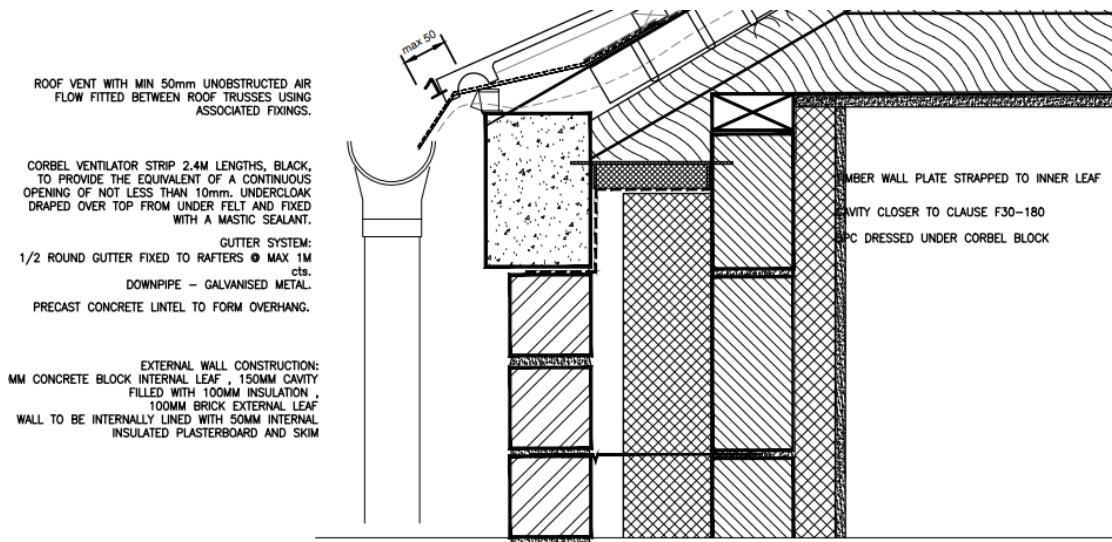 max 50
ROOF VENT WITH MIN 50mm UNOBSTRUCTED AIR
FLOW FITTED BETWEEN ROOF TRUSSES USING
ASSOCIATED FIXINGS.
CORBEL VENTILATOR STRIP 2.4M LENGTHS, BLACK,
TO PROVIDE THE EQUIVALENT OF A CONTINUOUS
OPENING OF NOT LESS THAN 10mm. UNDERCLOAK
DRAPED OVER TOP FROM UNDER FELT AND FIXED
WITH A MASTIC SEALANT.
GUTTER SYSTEM:
1/2 ROUND GUTTER FIXED TO RAFTERS @ MAX 1M
cts.
DOWNPIPE – GALVANISED METAL.
PRECAST CONCRETE LINTEL TO FORM OVERHANG.
EXTERNAL WALL CONSTRUCTION:
MM CONCRETE BLOCK INTERNAL LEAF , 150MM CAVITY
FILLED WITH 100MM INSULATION ,
100MM BRICK EXTERNAL LEAF
WALL TO BE INTERNALLY LINED WITH 50MM INTERNAL
INSULATED PLASTERBOARD AND SKIM
TIMBER WALL PLATE STRAPPED TO INNER LEAF
CAVITY CLOSER TO CLAUSE F30-180
DPC DRESSED UNDER CORBEL BLOCK